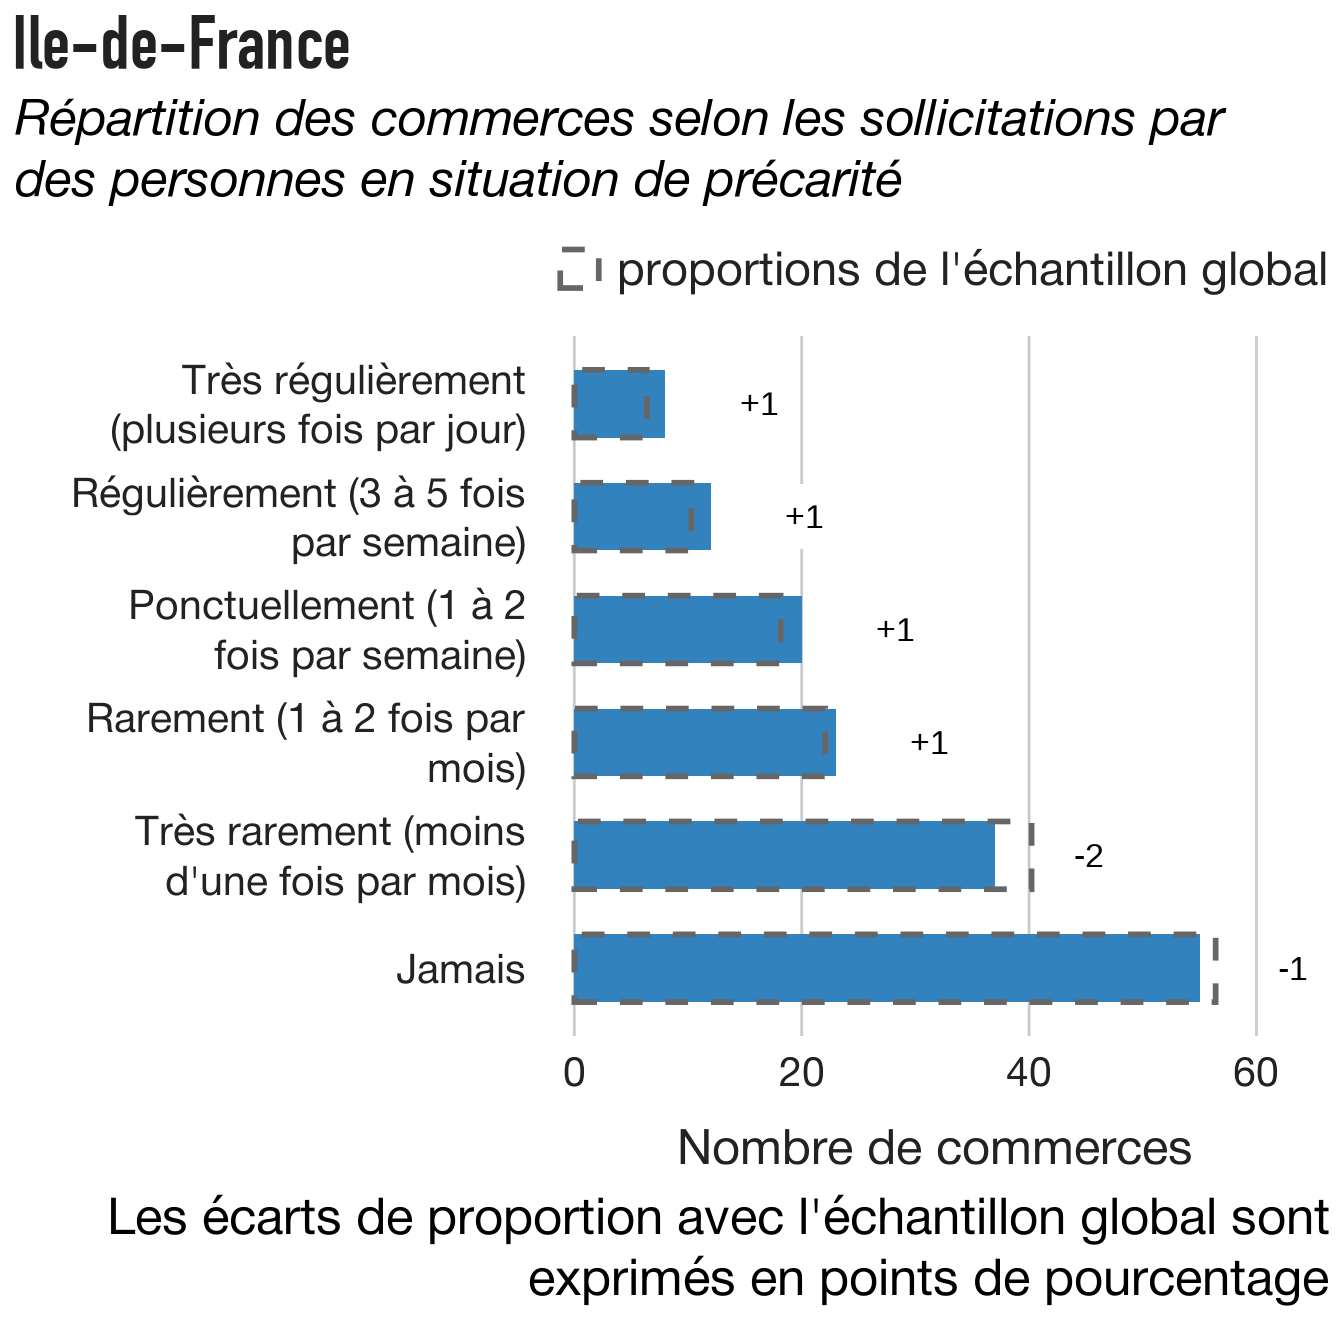 Ile-de-France
Répartition des commerces selon les sollicitations par
des personnes en situation de précarité
proportions de l'échantillon global
Très régulièrement
(plusieurs fois par jour)
+1
Régulièrement (3 à 5 fois
par semaine)
+1
Ponctuellement (1 à 2
fois par semaine)
+1
Rarement (1 à 2 fois par
mois)
+1
Très rarement (moins
d'une fois par mois)
-2
Jamais
-1
0 20 40 60
Nombre de commerces
Les écarts de proportion avec l'échantillon global sont
exprimés en points de pourcentage